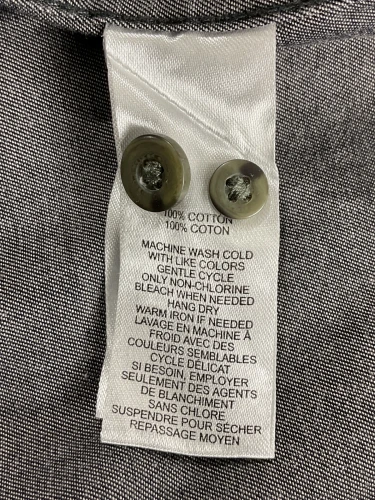 100% COTTON
100% COTON
MACHINE WASH COLD
WITH LIKE COLORS
GENTLE CYCLE
ONLY NON-CHLORINE
BLEACH WHEN NEEDED
HANG DRY
WARM IRON IF NEEDED
LAVAGE EN MACHINE À
FROID AVEC DES
COULEURS SEMBLABLES
CYCLE DÉLICAT
SI BESOIN, EMPLOYER
SEULEMENT DES AGENTS
DE BLANCHIMENT
SANS CHLORE
SUSPENDRE POUR SÉCHER
REPASSAGE MOYEN